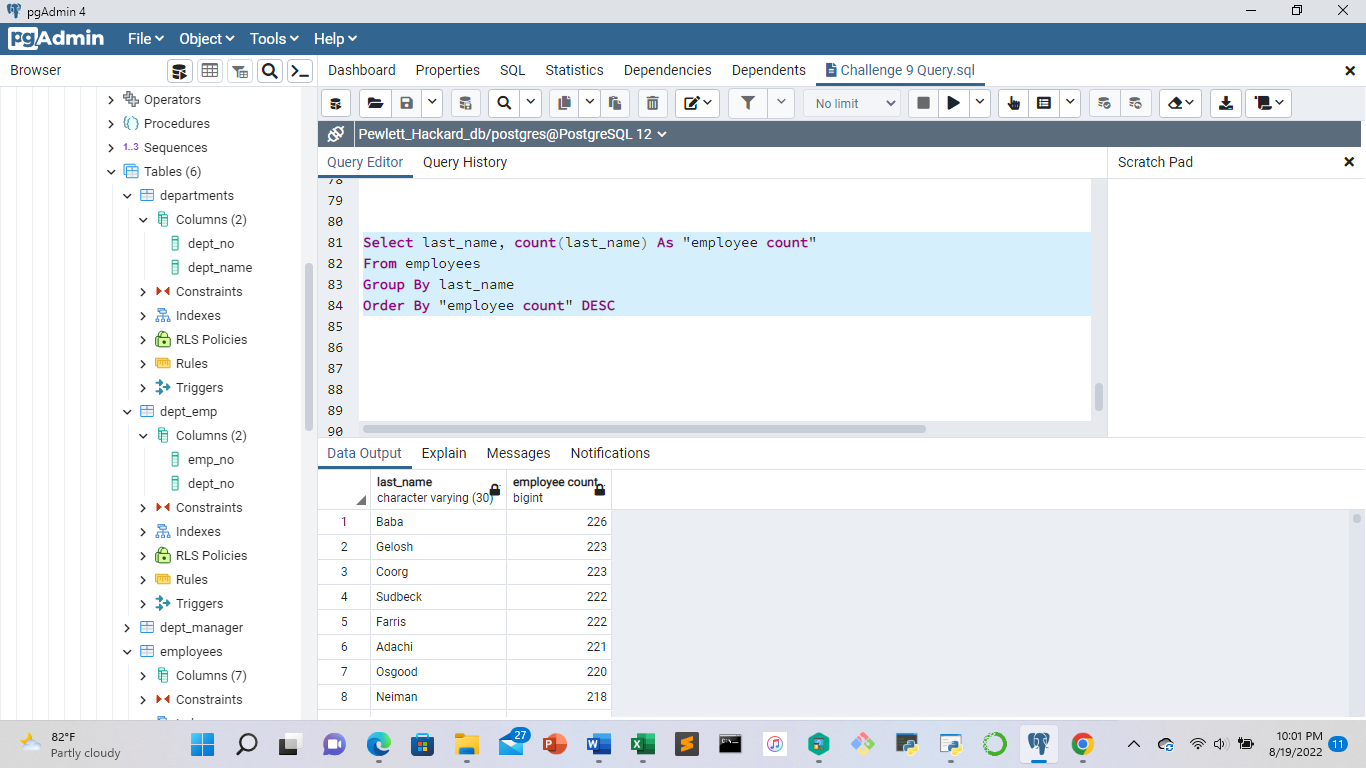 pgAdmin 4
pgAdmin File Object Tools Help
Browser
Dashboard Properties SQL Statistics Dependencies Dependents Challenge 9 Query.sql
No limit
Pewlett_Hackard_db/postgres@PostgreSQL 12
Query Editor Query History
Scratch Pad
Operators
Procedures
1..3 Sequences
Tables (6)
departments
Columns (2)
dept_no
dept_name
Constraints
Indexes
RLS Policies
Rules
Triggers
dept_emp
Columns (2)
emp_no
dept_no
Constraints
Indexes
RLS Policies
Rules
Triggers
dept_manager
employees
Columns (7)
Constraints
78
79
80
81 Select last_name, count(last_name) As "employee count"
82 From employees
83 Group By last_name
84 Order By "employee count" DESC
85
86
87
88
89
90
Data Output Explain Messages Notifications
last_name employee count
character varying (30) bigint
1 Baba 226
2 Gelosh 223
3 Coorg 223
4 Sudbeck 222
5 Farris 222
6 Adachi 221
7 Osgood 220
8 Neiman 218
82°F
Partly cloudy
27
10:01 PM
8/19/2022
11